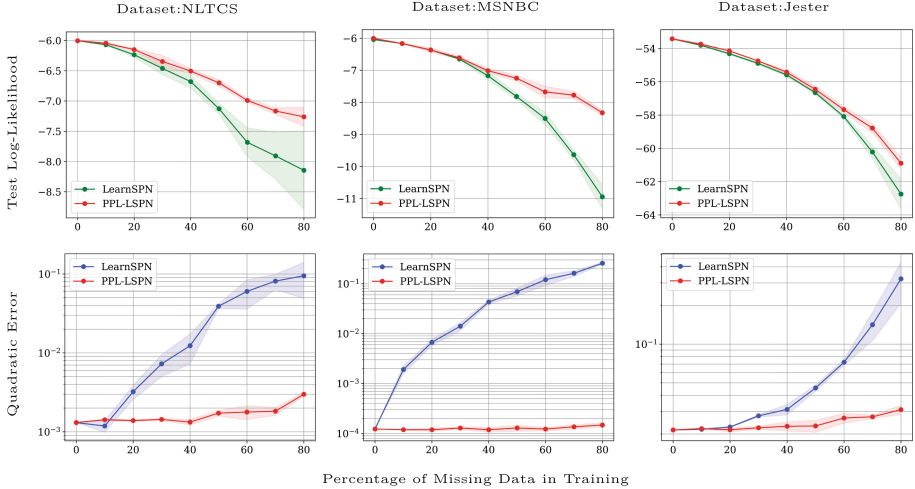 Dataset:NLTCS
Dataset:MSNBC
Dataset:Jester
Test Log-Likelihood
−6.0
−6.5
−7.0
−7.5
−8.0
−8.5
LearnSPN
PPL-LSPN
0 20 40 60 80
−6
−7
−8
−9
−10
−11
LearnSPN
PPL-LSPN
0 20 40 60 80
−54
−56
−58
−60
−62
−64
LearnSPN
PPL-LSPN
0 20 40 60 80
Quadratic Error
10⁻¹
10⁻²
10⁻³
LearnSPN
PPL-LSPN
0 20 40 60 80
10⁻¹
10⁻²
10⁻³
10⁻⁴
LearnSPN
PPL-LSPN
0 20 40 60 80
10⁻¹
LearnSPN
PPL-LSPN
0 20 40 60 80
Percentage of Missing Data in Training